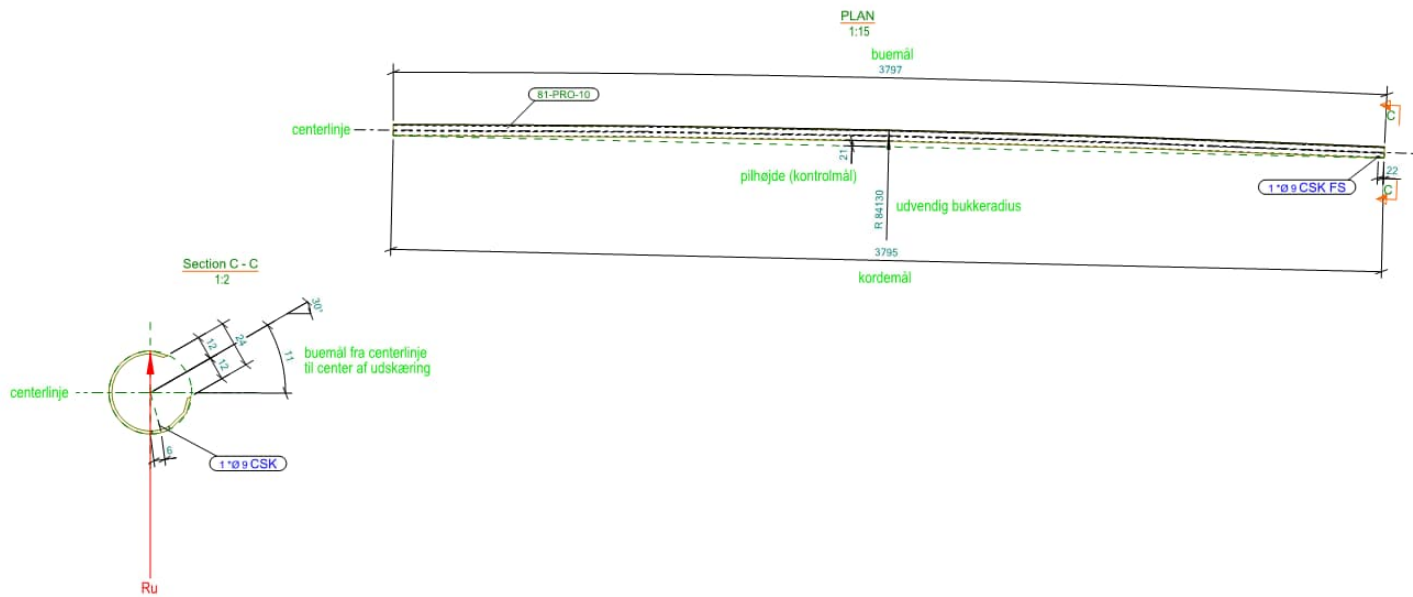 PLAN
1:15
buemål
3797
81-PRO-10
centerlinje
C
21
pilhøjde (kontrolmål)
R 84130
udvendig bukkeradius
22
1 *Ø 9 CSK FS
C
3795
kordemål
Section C - C
1:2
30°
24
12
12
11
buemål fra centerlinje
til center af udskæring
centerlinje
6
1 *Ø 9 CSK
Ru